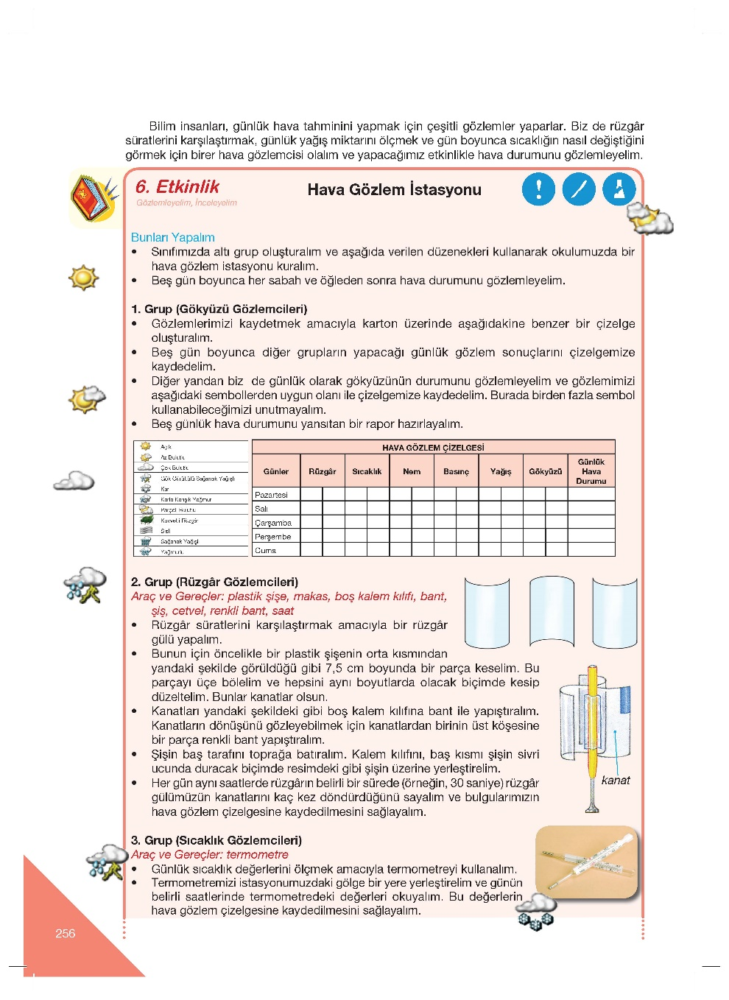 Bilim insanları, günlük hava tahminini yapmak için çeşitli gözlemler yaparlar. Biz de rüzgâr
süratlerini karşılaştırmak, günlük yağış miktarını ölçmek ve gün boyunca sıcaklığın nasıl değiştiğini
görmek için birer hava gözlemcisi olalım ve yapacağımız etkinlikle hava durumunu gözlemleyelim.
6. Etkinlik
Gözlemleyelim, İnceleyelim
Hava Gözlem İstasyonu
Bunları Yapalım
• Sınıfımızda altı grup oluşturalım ve aşağıda verilen düzenekleri kullanarak okulumuzda bir
hava gözlem istasyonu kuralım.
• Beş gün boyunca her sabah ve öğleden sonra hava durumunu gözlemleyelim.
1. Grup (Gökyüzü Gözlemcileri)
• Gözlemlerimizi kaydetmek amacıyla karton üzerinde aşağıdakine benzer bir çizelge
oluşturalım.
• Beş gün boyunca diğer grupların yapacağı günlük gözlem sonuçlarını çizelgemize
kaydedelim.
• Diğer yandan biz de günlük olarak gökyüzünün durumunu gözlemleyelim ve gözlemimizi
aşağıdaki sembollerden uygun olanı ile çizelgemize kaydedelim. Burada birden fazla sembol
kullanabileceğimizi unutmayalım.
• Beş günlük hava durumunu yansıtan bir rapor hazırlayalım.
Açık
Az Bulutlu
Çok Bulutlu
Gök Gürültülü Sağanak Yağışlı
Kar
Karla Karışık Yağmur
Parçalı Bulutlu
Kuvvetli Rüzgâr
Sisli
Sağanak Yağışlı
Yağmurlu
HAVA GÖZLEM ÇİZELGESİ
Günler Rüzgâr Sıcaklık Nem Basınç Yağış Gökyüzü Günlük Hava Durumu
Pazartesi
Salı
Çarşamba
Perşembe
Cuma
2. Grup (Rüzgâr Gözlemcileri)
Araç ve Gereçler: plastik şişe, makas, boş kalem kılıfı, bant,
şiş, cetvel, renkli bant, saat
• Rüzgâr süratlerini karşılaştırmak amacıyla bir rüzgâr
gülü yapalım.
• Bunun için öncelikle bir plastik şişenin orta kısmından
yandaki şekilde görüldüğü gibi 7,5 cm boyunda bir parça keselim. Bu
parçayı üçe bölelim ve hepsini aynı boyutlarda olacak biçimde kesip
düzeltelim. Bunlar kanatlar olsun.
• Kanatları yandaki şekildeki gibi boş kalem kılıfına bant ile yapıştıralım.
Kanatların dönüşünü gözleyebilmek için kanatlardan birinin üst köşesine
bir parça renkli bant yapıştıralım.
• Şişin baş tarafını toprağa batıralım. Kalem kılıfını, baş kısmı şişin sivri
ucunda duracak biçimde resimdeki gibi şişin üzerine yerleştirelim.
• Her gün aynı saatlerde rüzgârın belirli bir sürede (örneğin, 30 saniye) rüzgâr
gülümüzün kanatlarını kaç kez döndürdüğünü sayalım ve bulgularımızın
hava gözlem çizelgesine kaydedilmesini sağlayalım.
kanat
3. Grup (Sıcaklık Gözlemcileri)
Araç ve Gereçler: termometre
• Günlük sıcaklık değerlerini ölçmek amacıyla termometreyi kullanalım.
• Termometremizi istasyonumuzdaki gölge bir yere yerleştirelim ve günün
belirli saatlerinde termometredeki değerleri okuyalım. Bu değerlerin
hava gözlem çizelgesine kaydedilmesini sağlayalım.
256